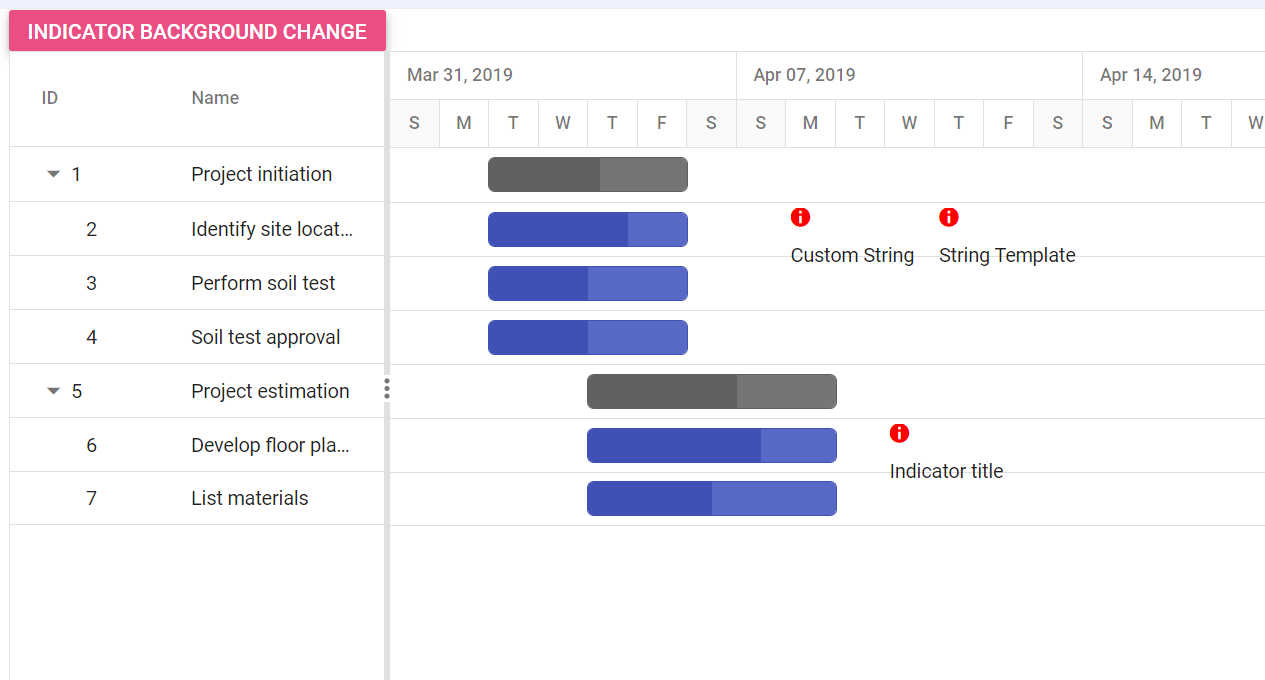 INDICATOR BACKGROUND CHANGE
ID Name
Mar 31, 2019 Apr 07, 2019 Apr 14, 2019
S M T W T F S S M T W T F S S M T W
1 Project initiation
2 Identify site locat...
i i
Custom String String Template
3 Perform soil test
4 Soil test approval
5 Project estimation
6 Develop floor pla...
i
Indicator title
7 List materials